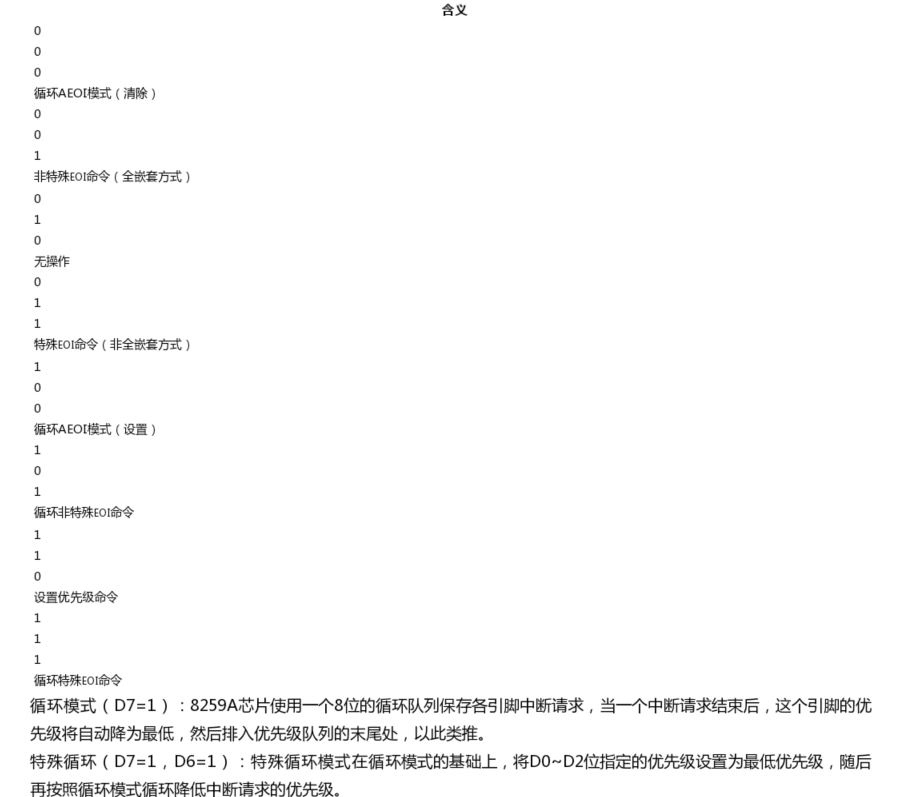 含义
0
0
0
循环AEOI模式（清除）
0
0
1
非特殊EOI命令（全嵌套方式）
0
1
0
无操作
0
1
1
特殊EOI命令（非全嵌套方式）
1
0
0
循环AEOI模式（设置）
1
0
1
循环非特殊EOI命令
1
1
0
设置优先级命令
1
1
1
循环特殊EOI命令
循环模式（D7=1）：8259A芯片使用一个8位的循环队列保存各引脚中断请求，当一个中断请求结束后，这个引脚的优
先级将自动降为最低，然后排入优先级队列的末尾处，以此类推。
特殊循环（D7=1，D6=1）：特殊循环模式在循环模式的基础上，将D0~D2位指定的优先级设置为最低优先级，随后
再按照循环模式循环降低中断请求的优先级。